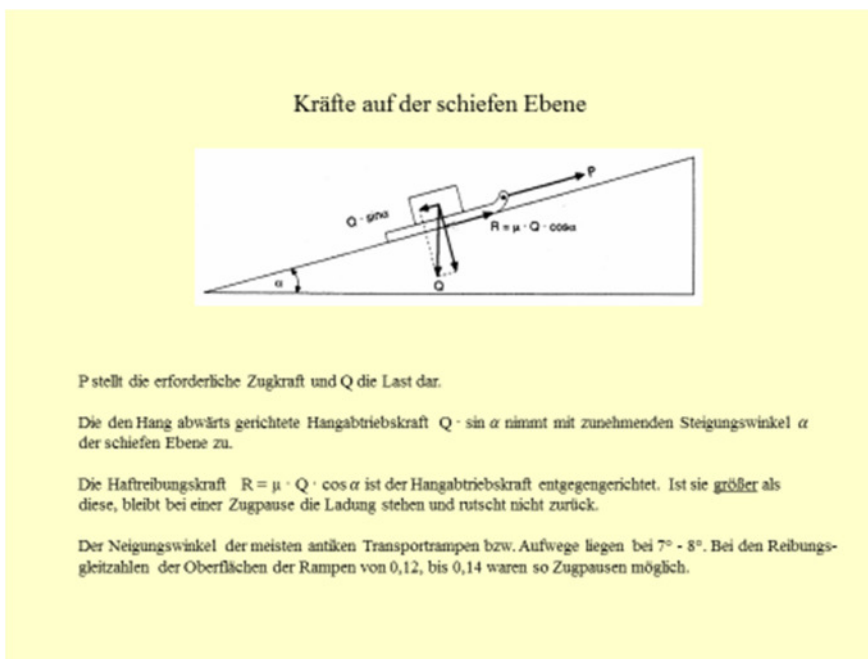 Kräfte auf der schiefen Ebene
P
Q · sinα
R = µ · Q · cosα
α
Q
P stellt die erforderliche Zugkraft und Q die Last dar.
Die den Hang abwärts gerichtete Hangabtriebskraft Q · sin α nimmt mit zunehmenden Steigungswinkel α
der schiefen Ebene zu.
Die Haftreibungskraft R = µ · Q · cos α ist der Hangabtriebskraft entgegengerichtet. Ist sie größer als
diese, bleibt bei einer Zugpause die Ladung stehen und rutscht nicht zurück.
Der Neigungswinkel der meisten antiken Transportrampen bzw. Aufwege liegen bei 7° - 8°. Bei den Reibungs-
gleitzahlen der Oberflächen der Rampen von 0,12, bis 0,14 waren so Zugpausen möglich.